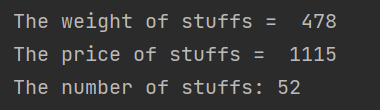 The weight of stuffs =  478
The price of stuffs =  1115
The number of stuffs: 52